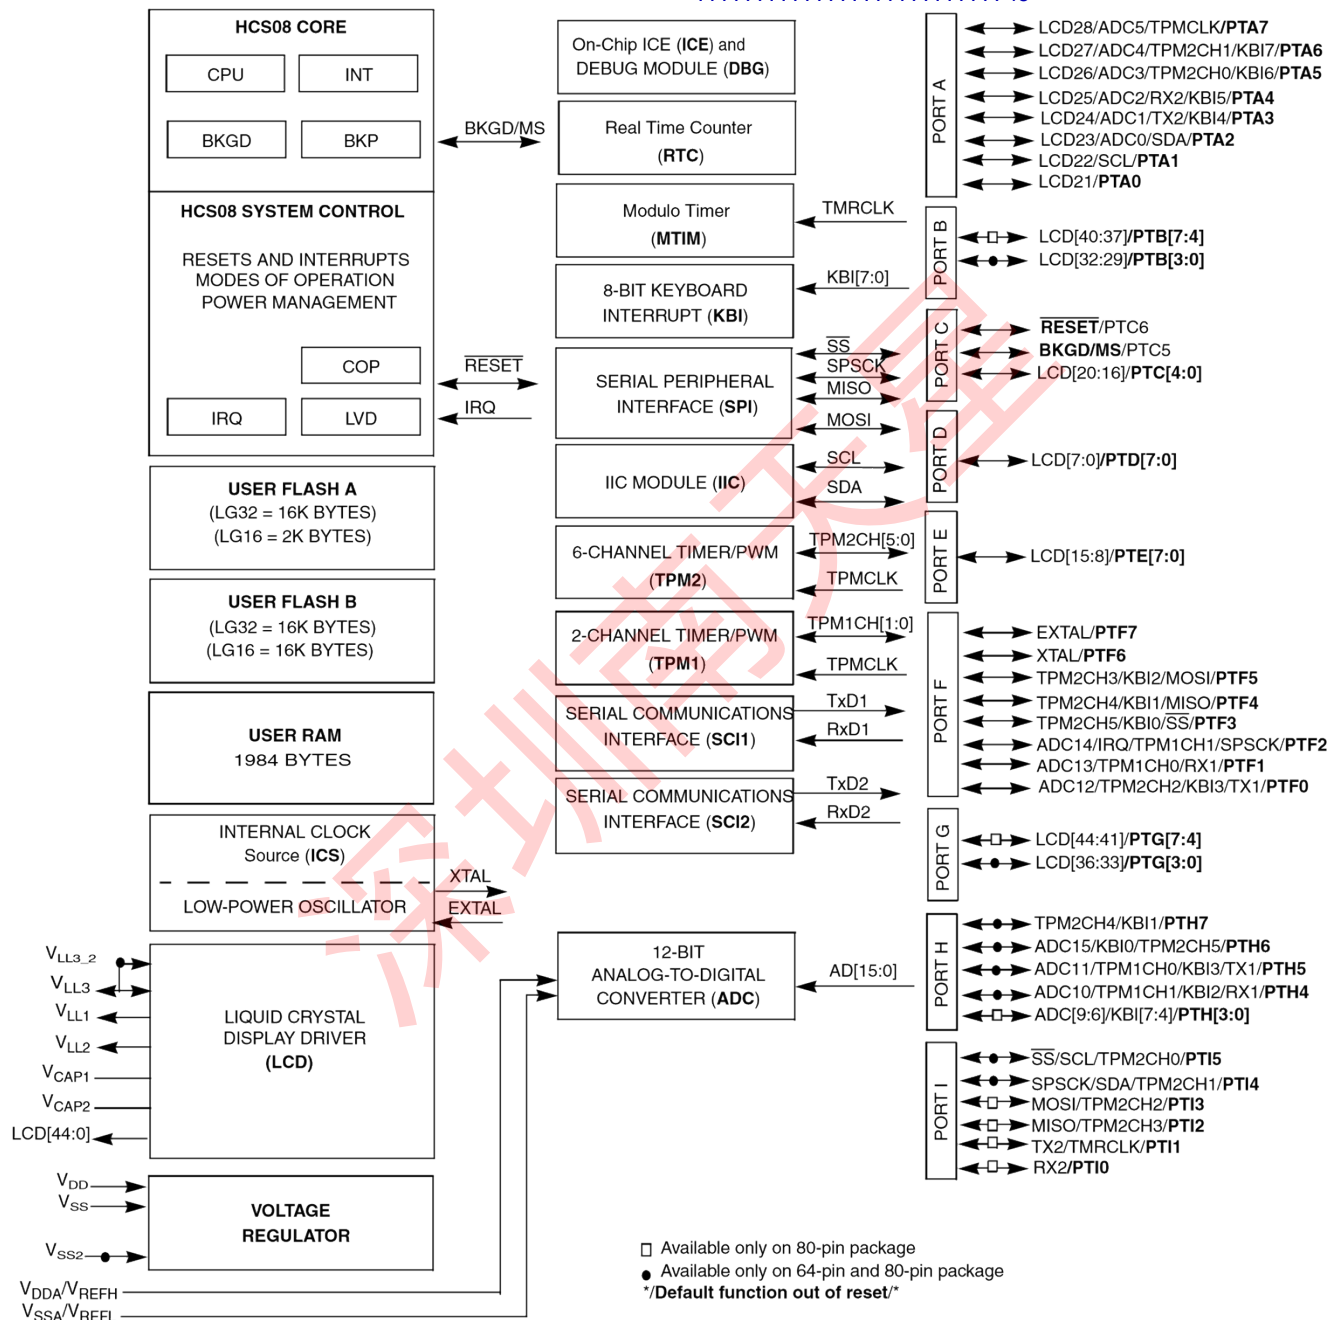 HCS08 CORE
CPU
INT
BKGD
BKP
BKGD/MS
HCS08 SYSTEM CONTROL
RESETS AND INTERRUPTS
MODES OF OPERATION
POWER MANAGEMENT
COP
IRQ
LVD
RESET
IRQ
USER FLASH A
(LG32 = 16K BYTES)
(LG16 = 2K BYTES)
USER FLASH B
(LG32 = 16K BYTES)
(LG16 = 16K BYTES)
USER RAM
1984 BYTES
INTERNAL CLOCK
Source (ICS)
LOW-POWER OSCILLATOR
XTAL
EXTAL
VLL3_2
VLL3
VLL1
VLL2
VCAP1
VCAP2
LCD[44:0]
LIQUID CRYSTAL
DISPLAY DRIVER
(LCD)
VDD
VSS
VSS2
VOLTAGE
REGULATOR
VDDA/VREFH
VSSA/VREFL
On-Chip ICE (ICE) and
DEBUG MODULE (DBG)
Real Time Counter
(RTC)
Modulo Timer
(MTIM)
TMRCLK
8-BIT KEYBOARD
INTERRUPT (KBI)
KBI[7:0]
SERIAL PERIPHERAL
INTERFACE (SPI)
SS
SPSCK
MISO
MOSI
IIC MODULE (IIC)
SCL
SDA
6-CHANNEL TIMER/PWM
(TPM2)
TPM2CH[5:0]
TPMCLK
2-CHANNEL TIMER/PWM
(TPM1)
TPM1CH[1:0]
TPMCLK
SERIAL COMMUNICATIONS
INTERFACE (SCI1)
TxD1
RxD1
SERIAL COMMUNICATIONS
INTERFACE (SCI2)
TxD2
RxD2
12-BIT
ANALOG-TO-DIGITAL
CONVERTER (ADC)
AD[15:0]
PORT A
LCD28/ADC5/TPMCLK/PTA7
LCD27/ADC4/TPM2CH1/KBI7/PTA6
LCD26/ADC3/TPM2CH0/KBI6/PTA5
LCD25/ADC2/RX2/KBI5/PTA4
LCD24/ADC1/TX2/KBI4/PTA3
LCD23/ADC0/SDA/PTA2
LCD22/SCL/PTA1
LCD21/PTA0
PORT B
LCD[40:37]/PTB[7:4]
LCD[32:29]/PTB[3:0]
PORT C
RESET/PTC6
BKGD/MS/PTC5
LCD[20:16]/PTC[4:0]
PORT D
LCD[7:0]/PTD[7:0]
PORT E
LCD[15:8]/PTE[7:0]
PORT F
EXTAL/PTF7
XTAL/PTF6
TPM2CH3/KBI2/MOSI/PTF5
TPM2CH4/KBI1/MISO/PTF4
TPM2CH5/KBI0/SS/PTF3
ADC14/IRQ/TPM1CH1/SPSCK/PTF2
ADC13/TPM1CH0/RX1/PTF1
ADC12/TPM2CH2/KBI3/TX1/PTF0
PORT G
LCD[44:41]/PTG[7:4]
LCD[36:33]/PTG[3:0]
PORT H
TPM2CH4/KBI1/PTH7
ADC15/KBI0/TPM2CH5/PTH6
ADC11/TPM1CH0/KBI3/TX1/PTH5
ADC10/TPM1CH1/KBI2/RX1/PTH4
ADC[9:6]/KBI[7:4]/PTH[3:0]
PORT I
SS/SCL/TPM2CH0/PTI5
SPSCK/SDA/TPM2CH1/PTI4
MOSI/TPM2CH2/PTI3
MISO/TPM2CH3/PTI2
TX2/TMRCLK/PTI1
RX2/PTI0
Available only on 80-pin package
Available only on 64-pin and 80-pin package
*/Default function out of reset/*
深圳南天星